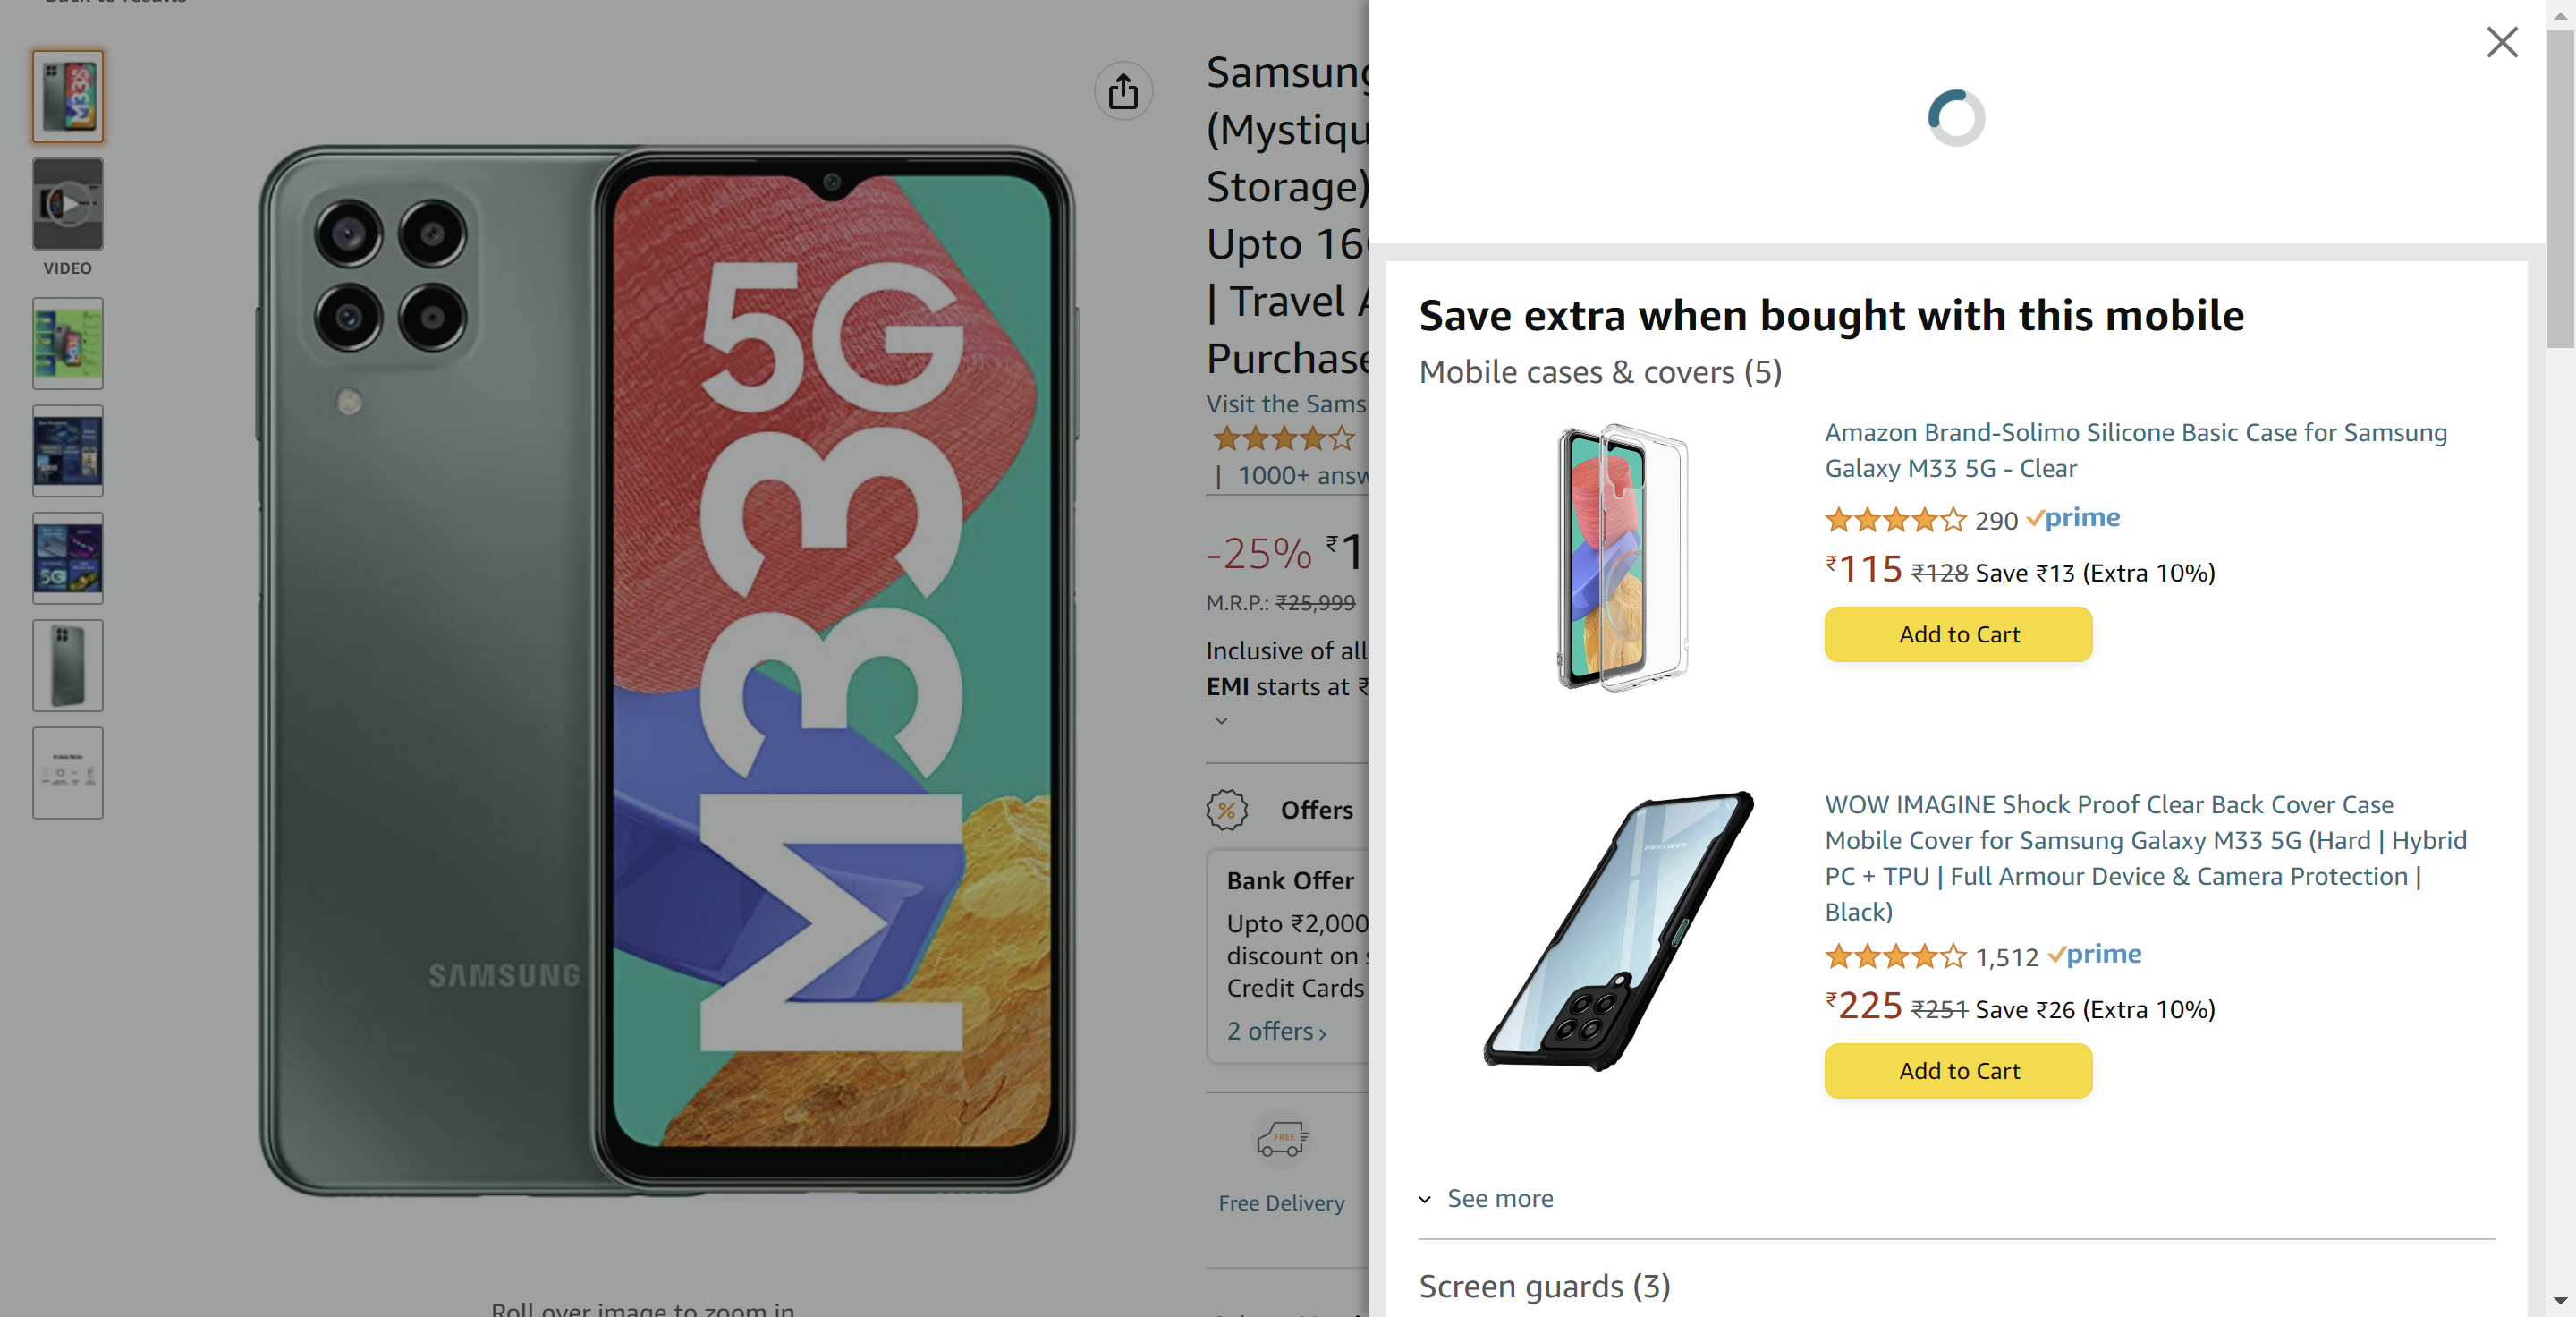 VIDEO
5G
M33
SAMSUNG
Roll over image to zoom in
Samsung
(Mystiqu
Storage)
Upto 16
| Travel A
Purchase
Visit the Sams
| 1000+ answ
-25% ₹1
M.R.P.: ₹25,999
Inclusive of all
EMI starts at ₹
Offers
Bank Offer
Upto ₹2,000
discount on
Credit Cards
2 offers ›
FREE
Free Delivery
Save extra when bought with this mobile
Mobile cases & covers (5)
Amazon Brand-Solimo Silicone Basic Case for Samsung
Galaxy M33 5G - Clear
290 prime
₹115 ₹128 Save ₹13 (Extra 10%)
Add to Cart
WOW IMAGINE Shock Proof Clear Back Cover Case
Mobile Cover for Samsung Galaxy M33 5G (Hard | Hybrid
PC + TPU | Full Armour Device & Camera Protection |
Black)
1,512 prime
₹225 ₹251 Save ₹26 (Extra 10%)
Add to Cart
See more
Screen guards (3)